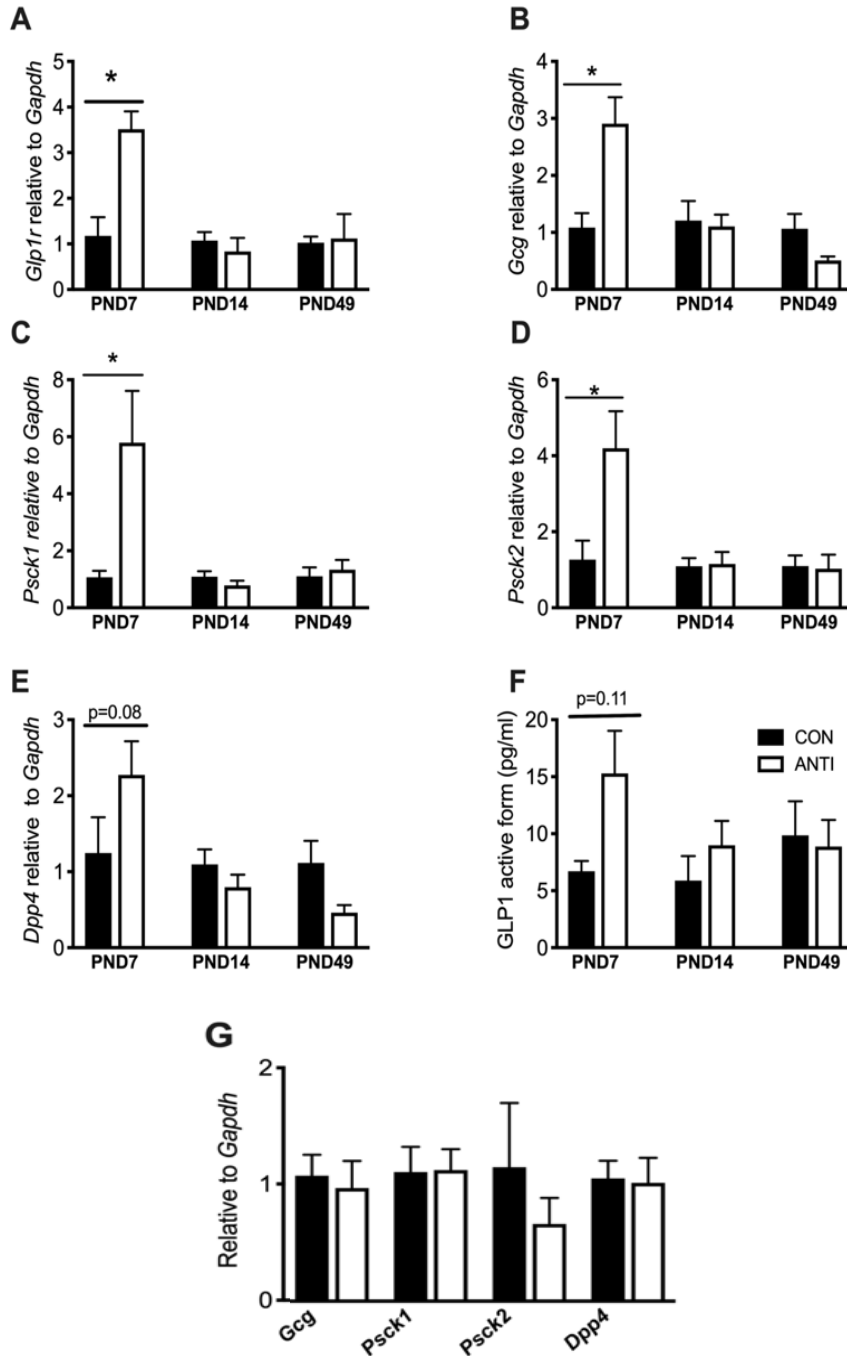 A
Glp1r relative to Gapdh
5
4
3
2
1
0
*
PND7 PND14 PND49
B
Gcg relative to Gapdh
4
3
2
1
0
*
PND7 PND14 PND49
C
Psck1 relative to Gapdh
8
6
4
2
0
*
PND7 PND14 PND49
D
Psck2 relative to Gapdh
6
4
2
0
*
PND7 PND14 PND49
E
Dpp4 relative to Gapdh
3
2
1
0
p=0.08
PND7 PND14 PND49
F
GLP1 active form (pg/ml)
20
15
10
5
0
p=0.11
CON
ANTI
PND7 PND14 PND49
G
Relative to Gapdh
2
1
0
Gcg Psck1 Psck2 Dpp4